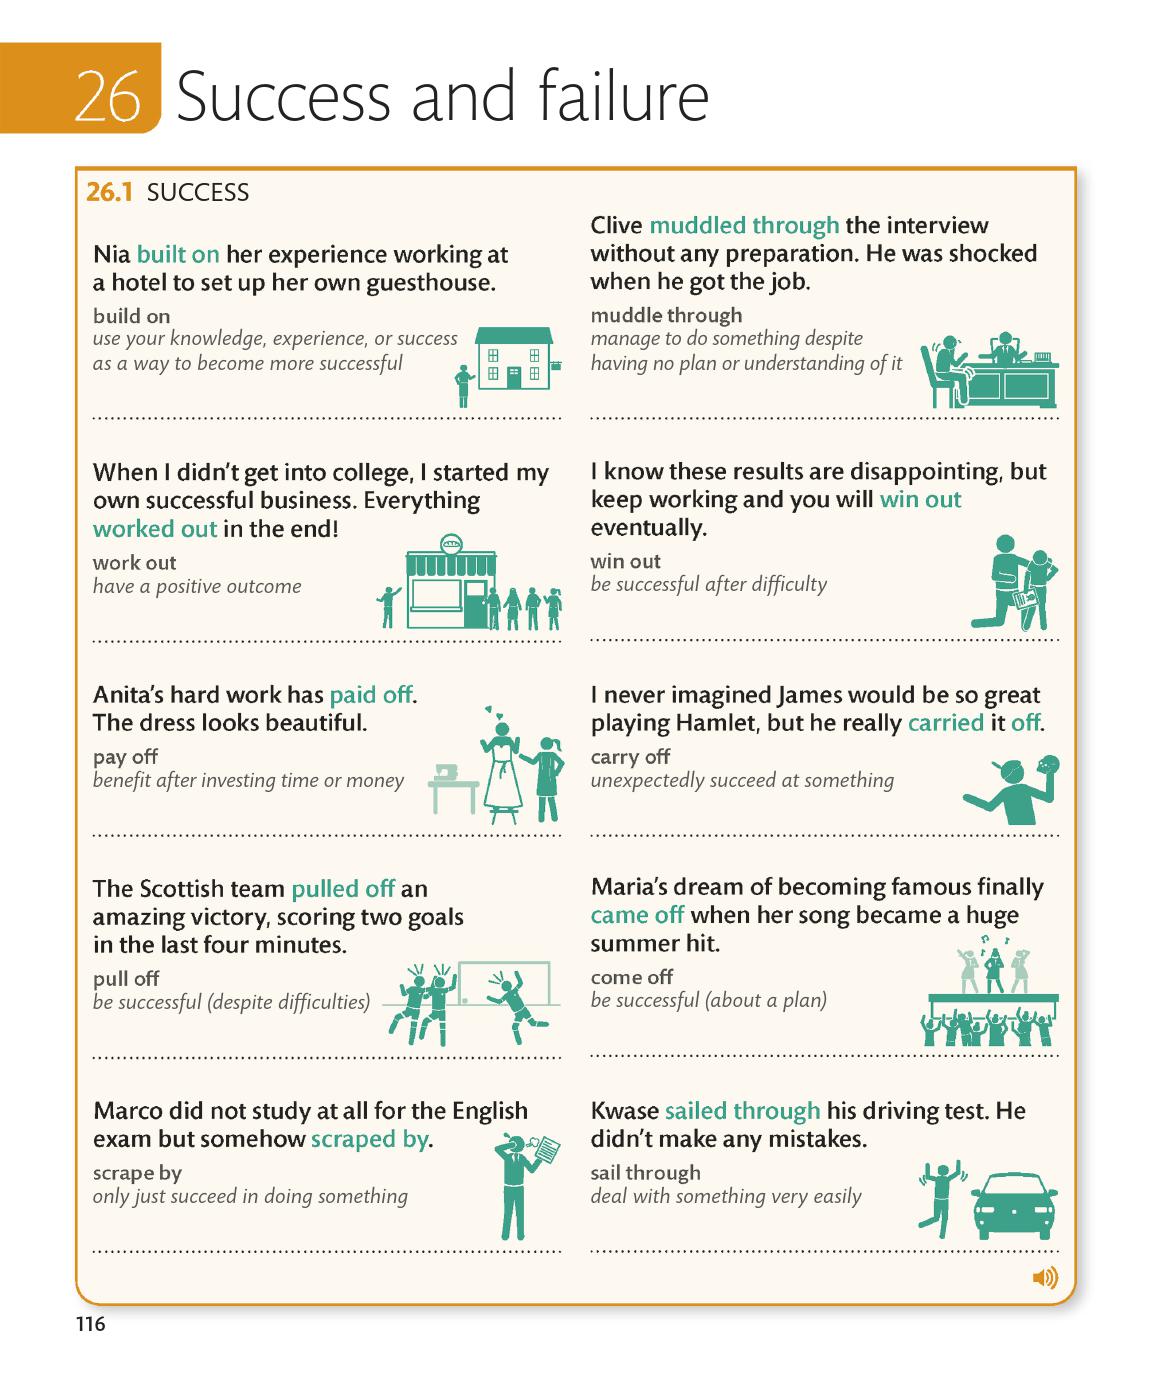 26 Success and failure
26.1 SUCCESS
Nia built on her experience working at
a hotel to set up her own guesthouse.
build on
use your knowledge, experience, or success
as a way to become more successful
Clive muddled through the interview
without any preparation. He was shocked
when he got the job.
muddle through
manage to do something despite
having no plan or understanding of it
When I didn’t get into college, I started my
own successful business. Everything
worked out in the end!
work out
have a positive outcome
I know these results are disappointing, but
keep working and you will win out
eventually.
win out
be successful after difficulty
Anita’s hard work has paid off.
The dress looks beautiful.
pay off
benefit after investing time or money
I never imagined James would be so great
playing Hamlet, but he really carried it off.
carry off
unexpectedly succeed at something
The Scottish team pulled off an
amazing victory, scoring two goals
in the last four minutes.
pull off
be successful (despite difficulties)
Maria’s dream of becoming famous finally
came off when her song became a huge
summer hit.
come off
be successful (about a plan)
Marco did not study at all for the English
exam but somehow scraped by.
scrape by
only just succeed in doing something
Kwase sailed through his driving test. He
didn’t make any mistakes.
sail through
deal with something very easily
116